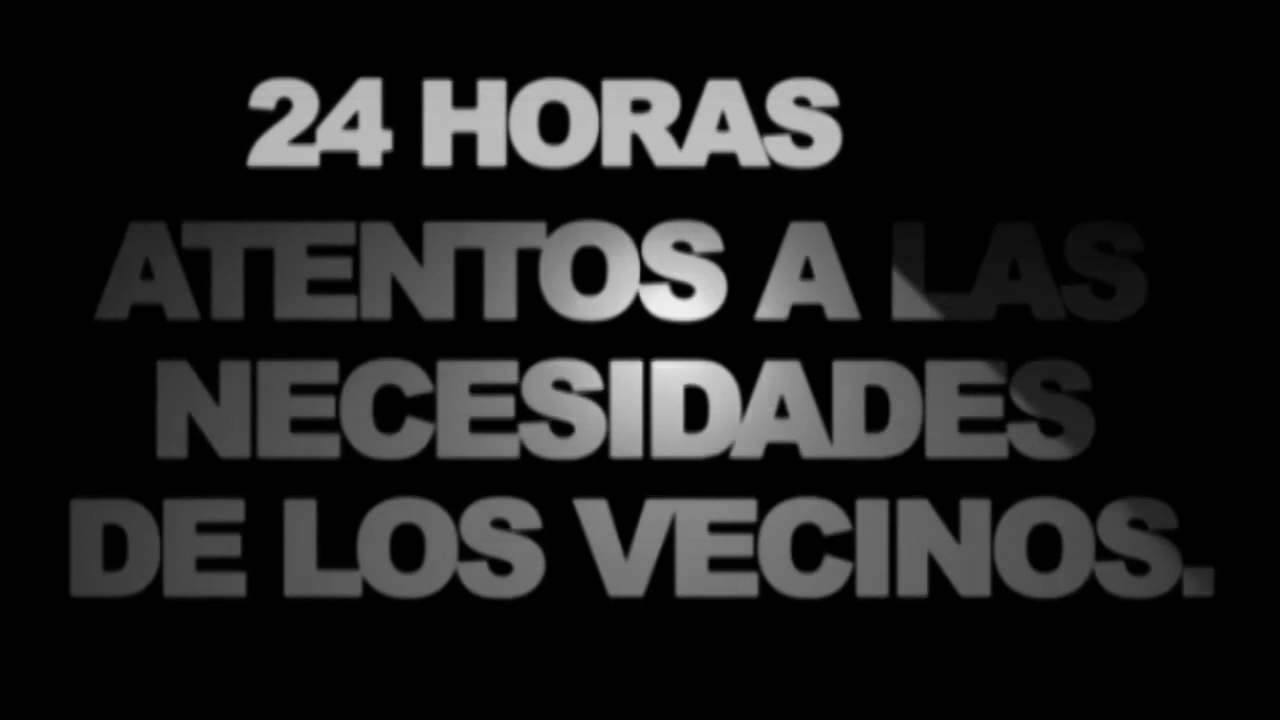 24 HORAS
ATENTOS A LAS
NECESIDADES
DE LOS VECINOS.